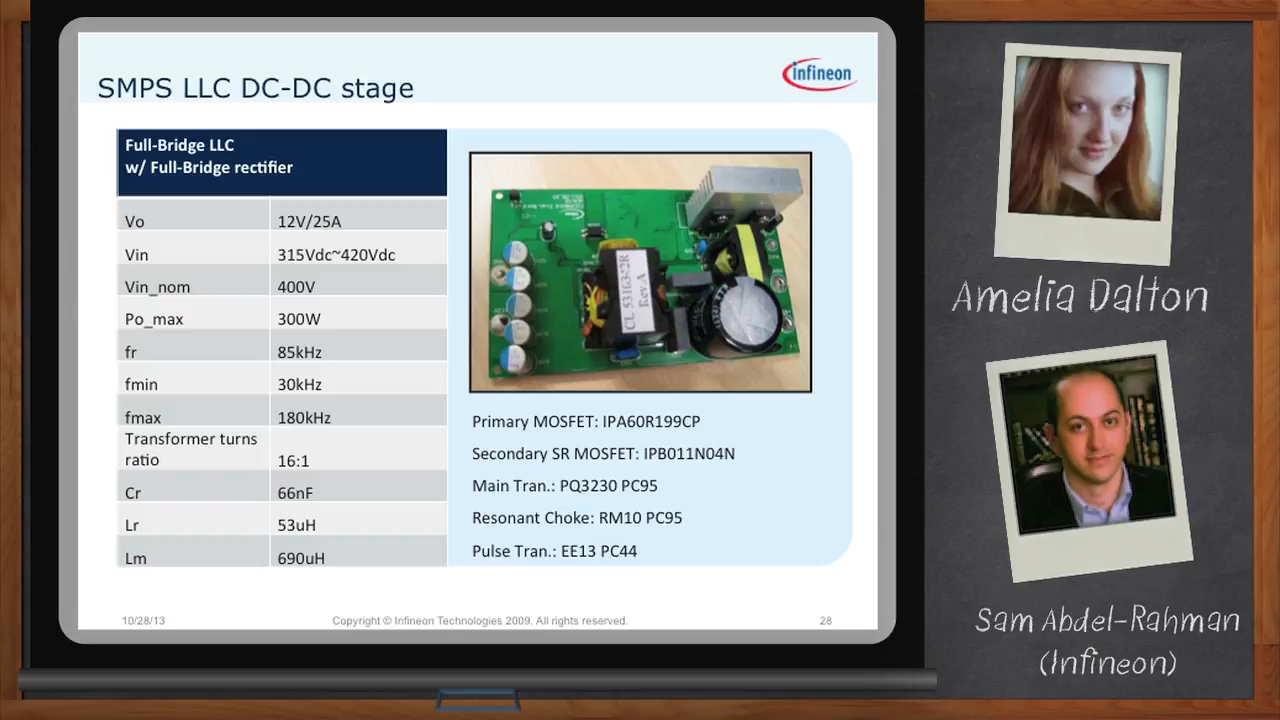 SMPS LLC DC-DC stage
infineon
Full-Bridge LLC
w/ Full-Bridge rectifier
Vo 12V/25A
Vin 315Vdc~420Vdc
Vin_nom 400V
Po_max 300W
fr 85kHz
fmin 30kHz
fmax 180kHz
Transformer turns
ratio 16:1
Cr 66nF
Lr 53uH
Lm 690uH
CL 5316322R
Rev.A
Primary MOSFET: IPA60R199CP
Secondary SR MOSFET: IPB011N04N
Main Tran.: PQ3230 PC95
Resonant Choke: RM10 PC95
Pulse Tran.: EE13 PC44
10/28/13 Copyright © Infineon Technologies 2009. All rights reserved. 28
Amelia Dalton
Sam Abdel-Rahman
(Infineon)